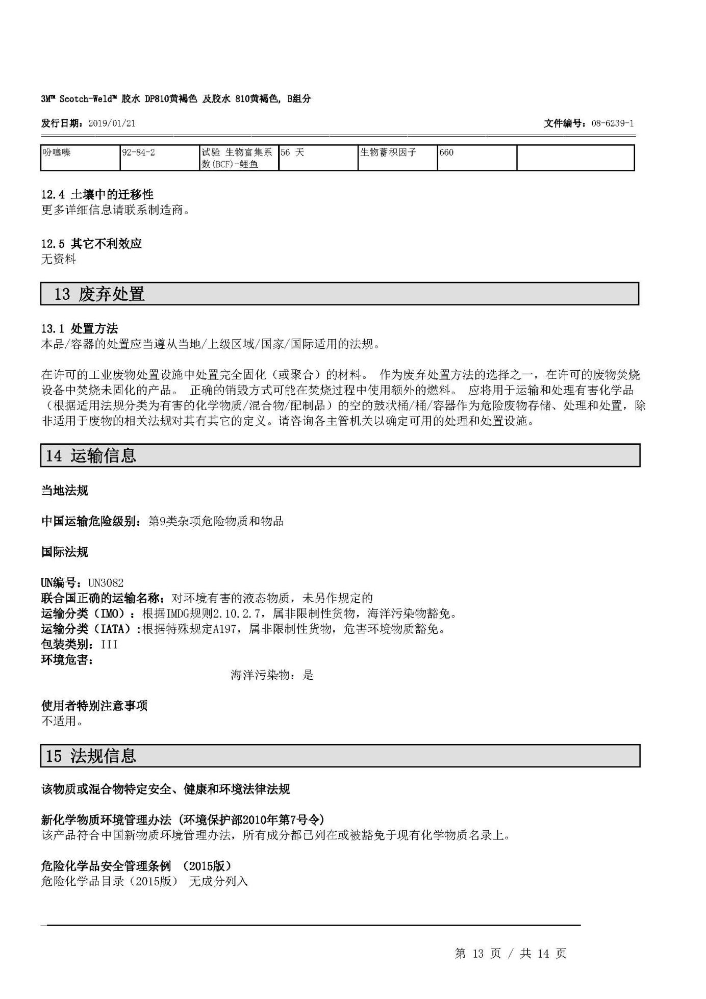 3M™ Scotch-Weld™ 胶水 DP810黄褐色 及胶水 810黄褐色, B组分
发行日期：2019/01/21 文件编号：08-6239-1
吩噻嗪 92-84-2 试验 生物富集系数(BCF)-鲤鱼 56 天 生物蓄积因子 660
12.4 土壤中的迁移性
更多详细信息请联系制造商。
12.5 其它不利效应
无资料
13 废弃处置
13.1 处置方法
本品/容器的处置应当遵从当地/上级区域/国家/国际适用的法规。
在许可的工业废物处置设施中处置完全固化（或聚合）的材料。 作为废弃处置方法的选择之一，在许可的废物焚烧
设备中焚烧未固化的产品。 正确的销毁方式可能在焚烧过程中使用额外的燃料。 应将用于运输和处理有害化学品
（根据适用法规分类为有害的化学物质/混合物/配制品）的空的鼓状桶/桶/容器作为危险废物存储、处理和处置，除
非适用于废物的相关法规对其有其它的定义。请咨询各主管机关以确定可用的处理和处置设施。
14 运输信息
当地法规
中国运输危险级别：第9类杂项危险物质和物品
国际法规
UN编号：UN3082
联合国正确的运输名称：对环境有害的液态物质，未另作规定的
运输分类（IMO）：根据IMDG规则2.10.2.7，属非限制性货物，海洋污染物豁免。
运输分类（IATA）:根据特殊规定A197，属非限制性货物，危害环境物质豁免。
包装类别：III
环境危害：
海洋污染物：是
使用者特别注意事项
不适用。
15 法规信息
该物质或混合物特定安全、健康和环境法律法规
新化学物质环境管理办法 (环境保护部2010年第7号令)
该产品符合中国新物质环境管理办法，所有成分都已列在或被豁免于现有化学物质名录上。
危险化学品安全管理条例 （2015版）
危险化学品目录（2015版） 无成分列入
第 13 页 / 共 14 页